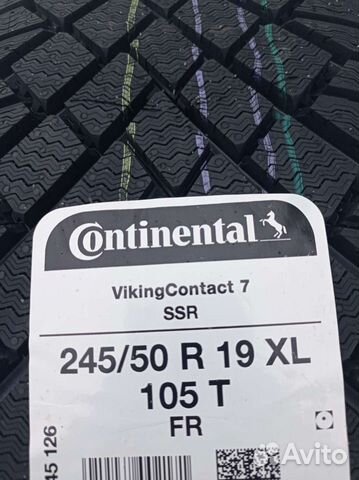 Continental
VikingContact 7
SSR
245/50 R 19 XL
105 T
FR
45 126
Avito